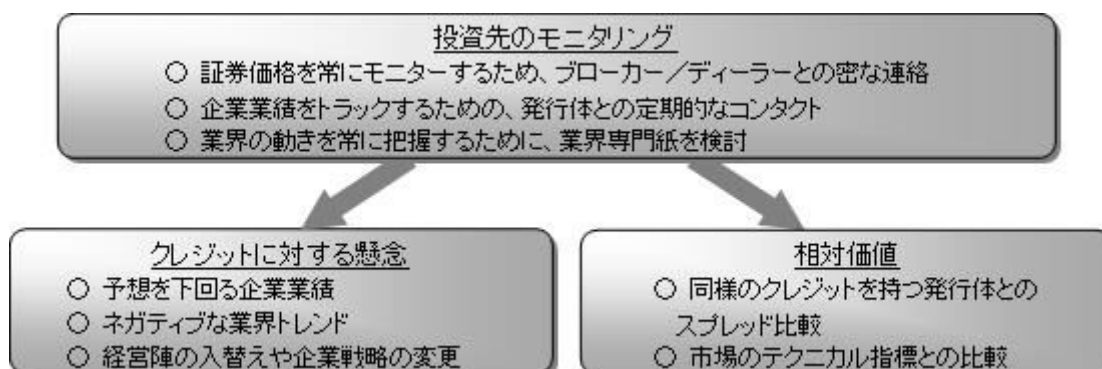 投資先のモニタリング
○ 証券価格を常にモニターするため、ブローカー／ディーラーとの密な連絡
○ 企業業績をトラックするための、発行体との定期的なコンタクト
○ 業界の動きを常に把握するために、業界専門紙を検討
クレジットに対する懸念
○ 予想を下回る企業業績
○ ネガティブな業界トレンド
○ 経営陣の入替えや企業戦略の変更
相対価値
○ 同様のクレジットを持つ発行体との
スプレッド比較
○ 市場のテクニカル指標との比較